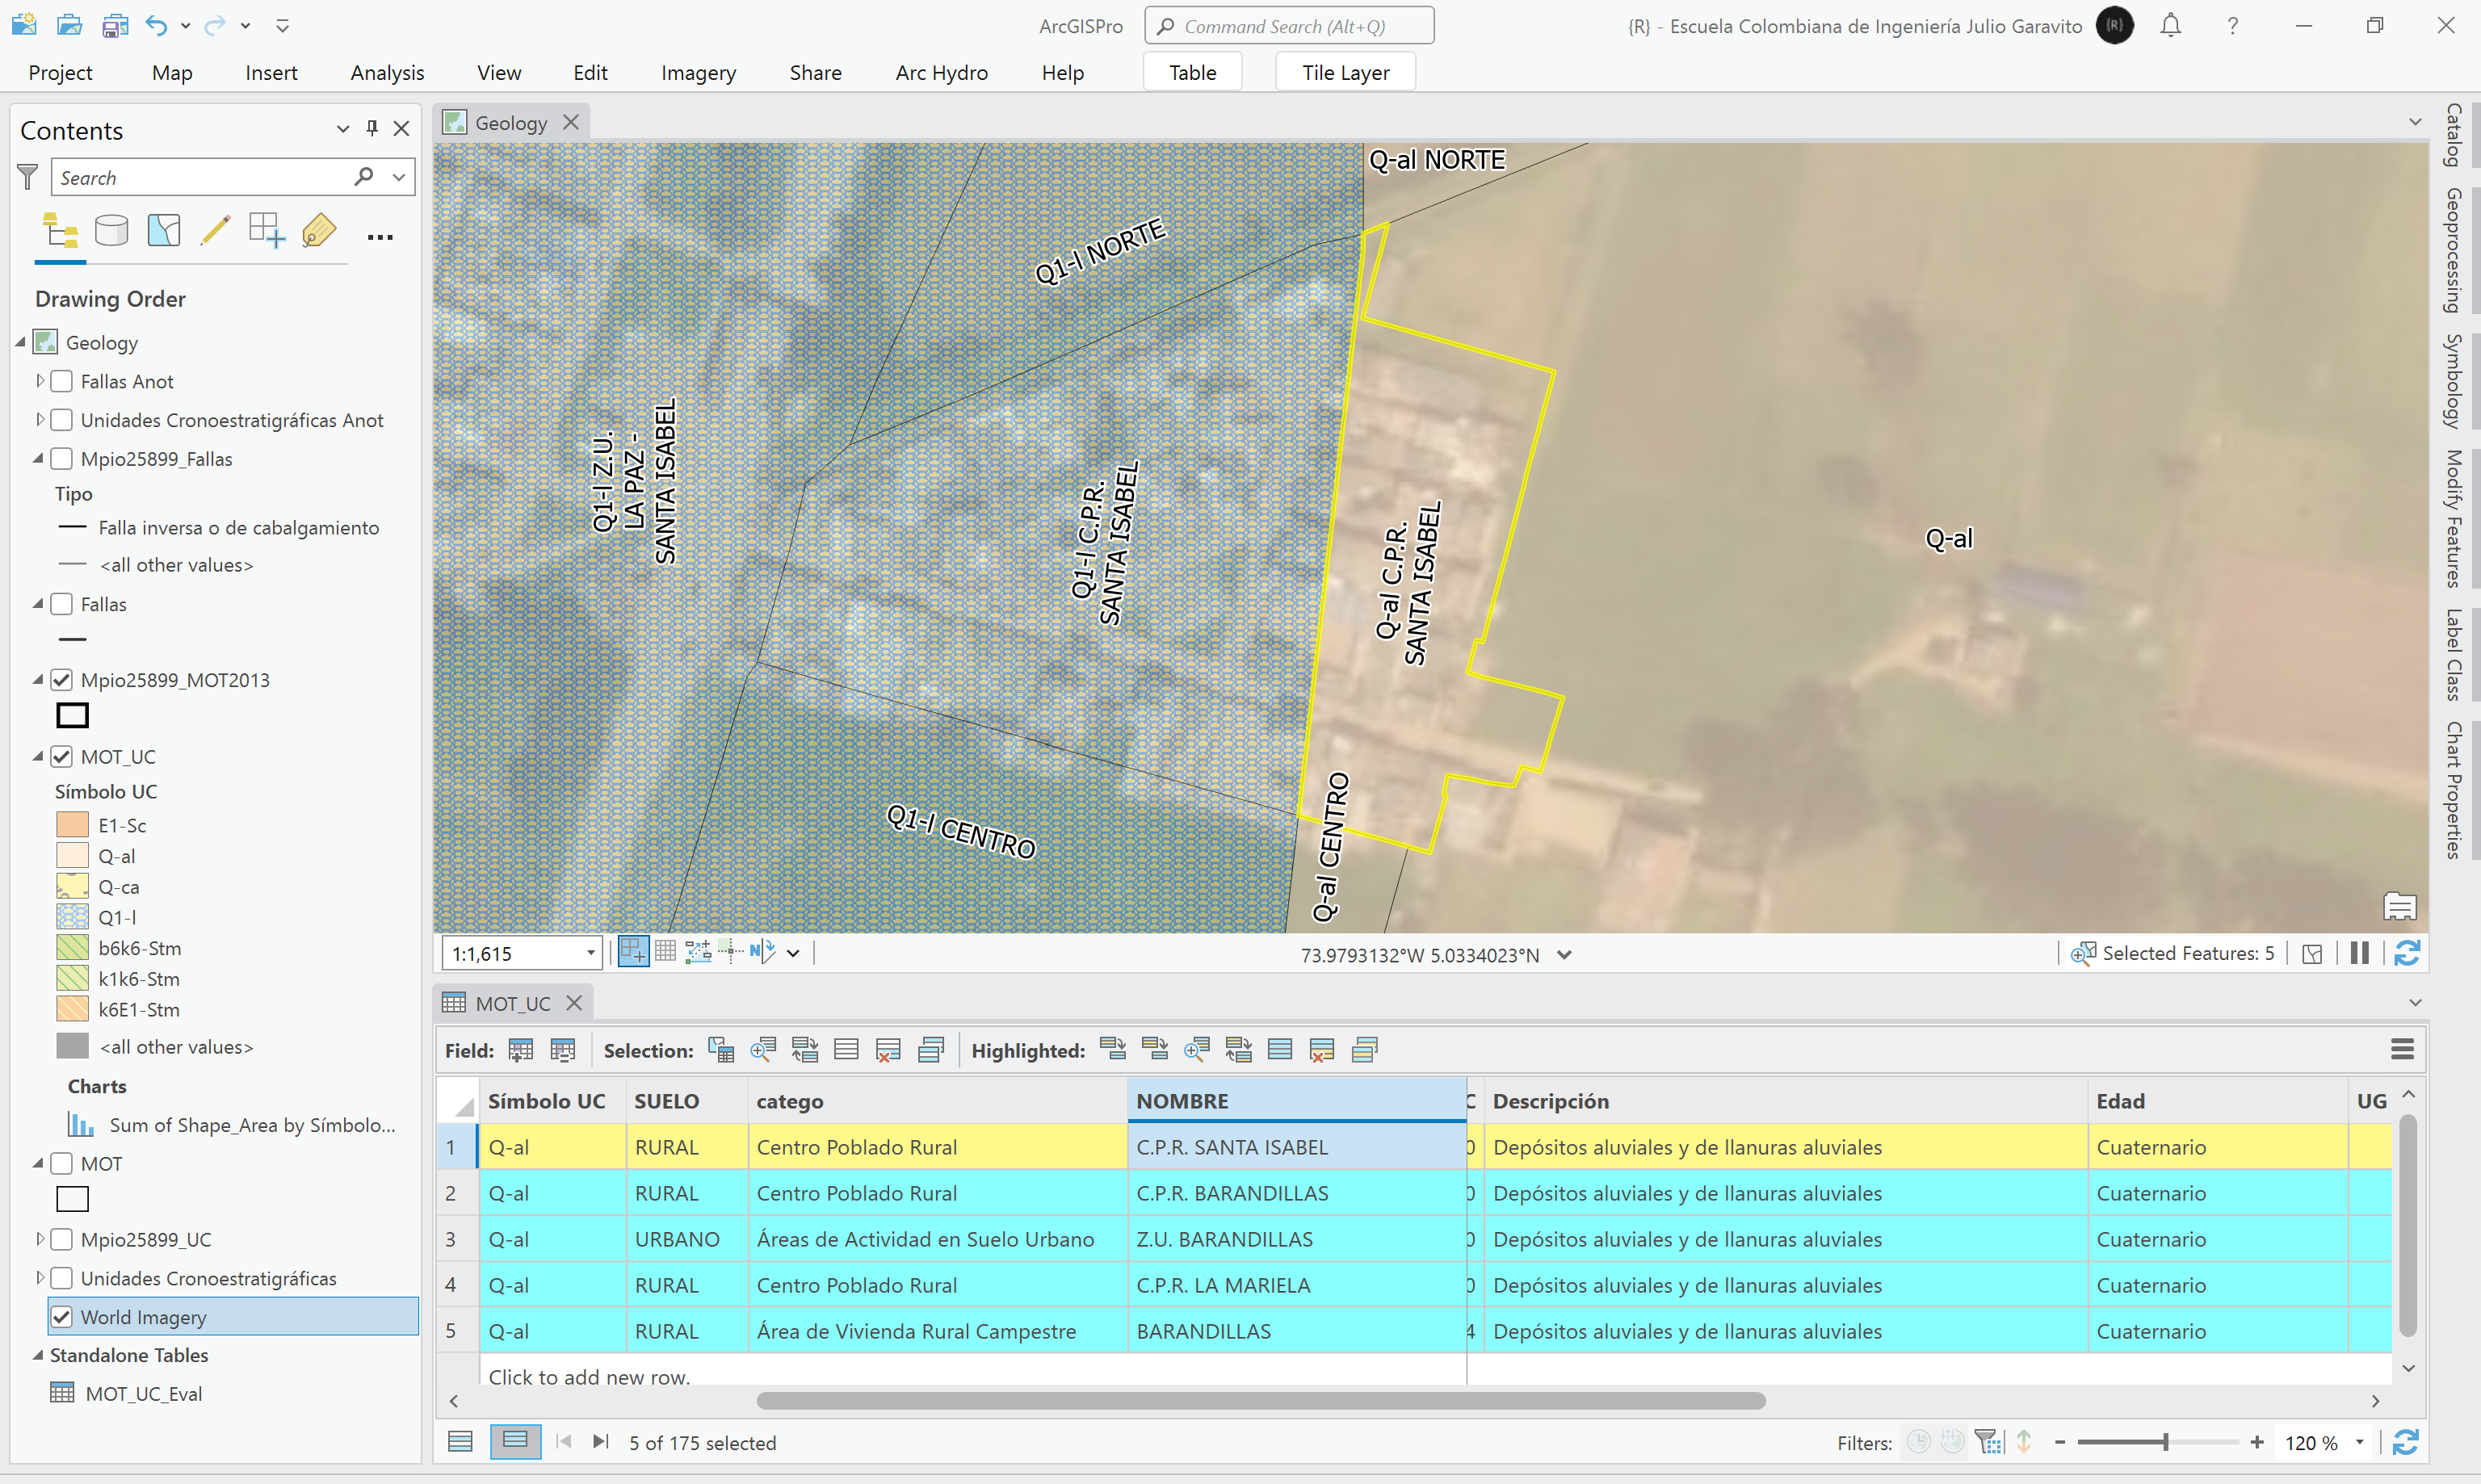 ArcGISPro
Command Search (Alt+Q)
{R} - Escuela Colombiana de Ingeniería Julio Garavito
{R}
Project
Map
Insert
Analysis
View
Edit
Imagery
Share
Arc Hydro
Help
Table
Tile Layer
Contents
Search
Drawing Order
Geology
Fallas Anot
Unidades Cronoestratigráficas Anot
Mpio25899_Fallas
Tipo
Falla inversa o de cabalgamiento
<all other values>
Fallas
Mpio25899_MOT2013
MOT_UC
Símbolo UC
E1-Sc
Q-al
Q-ca
Q1-l
b6k6-Stm
k1k6-Stm
k6E1-Stm
<all other values>
Charts
Sum of Shape_Area by Símbolo...
MOT
Mpio25899_UC
Unidades Cronoestratigráficas
World Imagery
Standalone Tables
MOT_UC_Eval
Geology
Q-al NORTE
Q1-l NORTE
Q1-l Z.U.
LA PAZ -
SANTA ISABEL
Q1-l C.P.R.
SANTA ISABEL
Q-al C.P.R.
SANTA ISABEL
Q-al
Q1-l CENTRO
Q-al CENTRO
1:1,615
73.9793132°W 5.0334023°N
Selected Features: 5
Catalog
Geoprocessing
Symbology
Modify Features
Label Class
Chart Properties
MOT_UC
Field:
Selection:
Highlighted:
Símbolo UC SUELO catego NOMBRE C Descripción Edad UG
1 Q-al RURAL Centro Poblado Rural C.P.R. SANTA ISABEL 0 Depósitos aluviales y de llanuras aluviales Cuaternario
2 Q-al RURAL Centro Poblado Rural C.P.R. BARANDILLAS 0 Depósitos aluviales y de llanuras aluviales Cuaternario
3 Q-al URBANO Áreas de Actividad en Suelo Urbano Z.U. BARANDILLAS 0 Depósitos aluviales y de llanuras aluviales Cuaternario
4 Q-al RURAL Centro Poblado Rural C.P.R. LA MARIELA 0 Depósitos aluviales y de llanuras aluviales Cuaternario
5 Q-al RURAL Área de Vivienda Rural Campestre BARANDILLAS 4 Depósitos aluviales y de llanuras aluviales Cuaternario
Click to add new row.
5 of 175 selected
Filters:
120 %